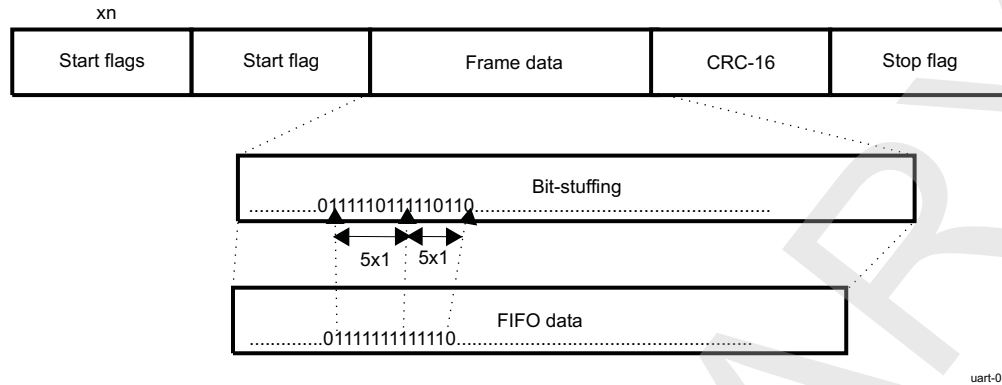 xn
Start flags Start flag Frame data CRC-16 Stop flag
Bit-stuffing
.............0111110111110110....................................................................
5x1 5x1
FIFO data
.............01111111111110....................................................................
uart-0